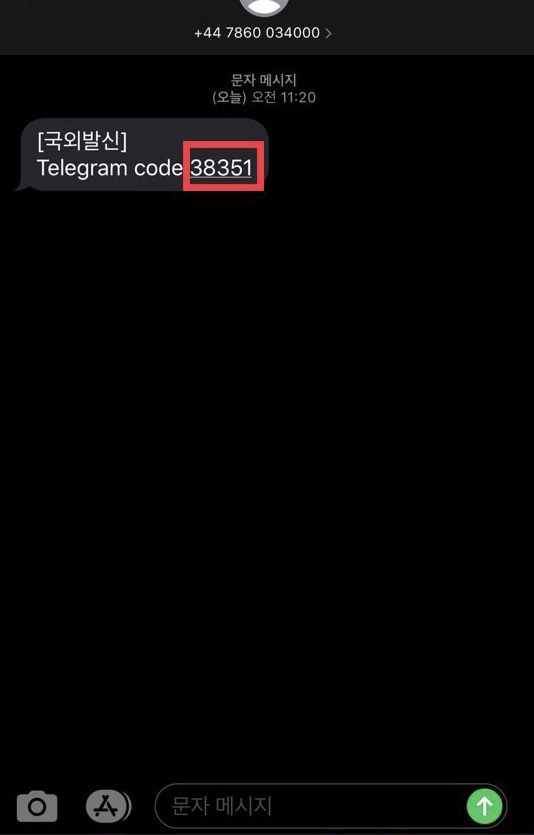 +44 7860 034000 >
문자 메시지
(오늘) 오전 11:20
[국외발신]
Telegram code 38351
문자 메시지